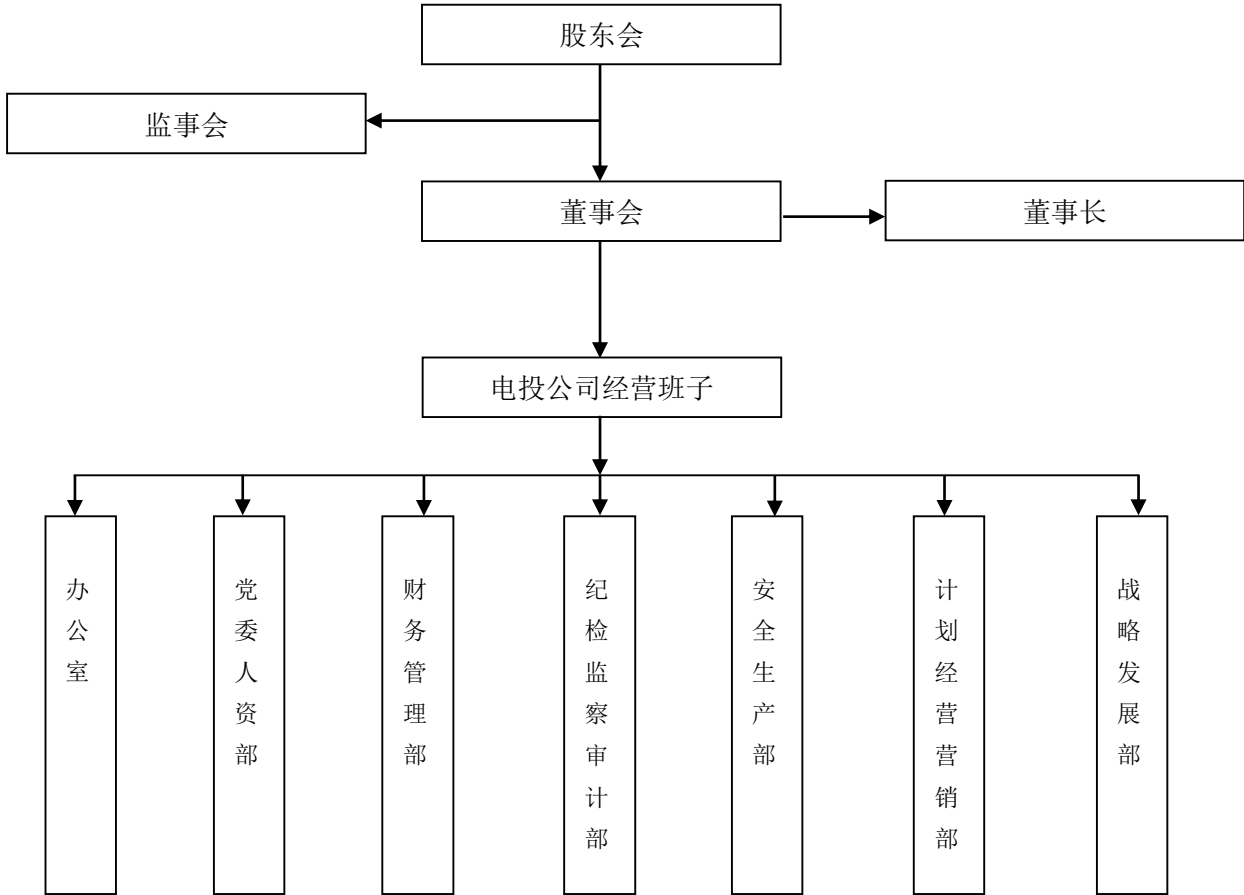 股东会
监事会
董事会
董事长
电投公司经营班子
办公室
党委人资部
财务管理部
纪检监察审计部
安全生产部
计划经营营销部
战略发展部